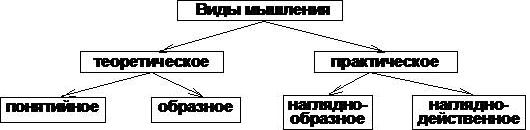 Виды мышления
теоретическое
практическое
понятийное
образное
наглядно-
образное
наглядно-
действенное